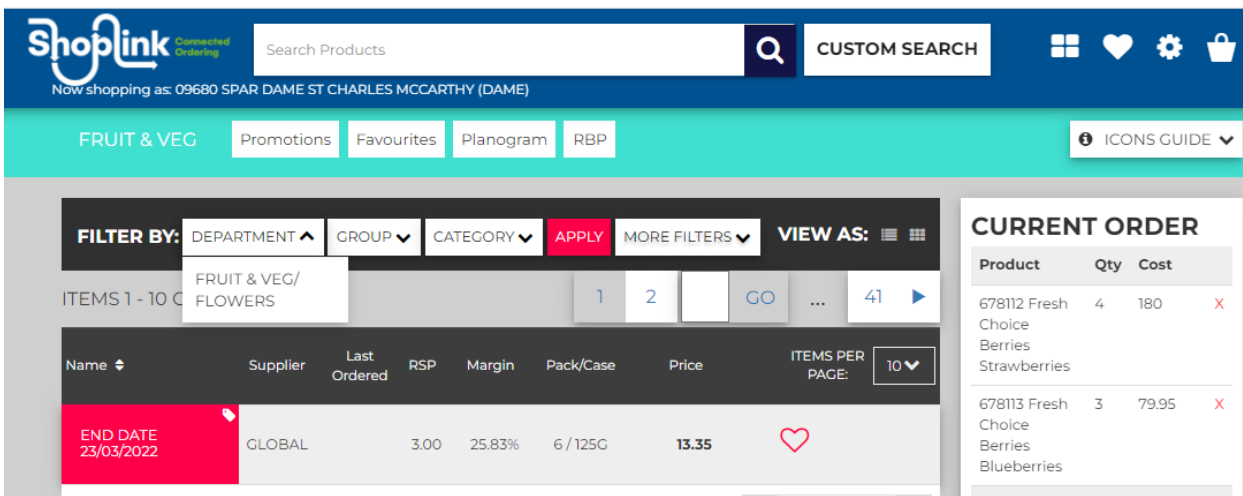 Shoplink Connected
Ordering
Search Products
CUSTOM SEARCH
Now shopping as: 09680 SPAR DAME ST CHARLES MCCARTHY (DAME)
FRUIT & VEG Promotions Favourites Planogram RBP ICONS GUIDE
FILTER BY: DEPARTMENT GROUP CATEGORY APPLY MORE FILTERS VIEW AS:
FRUIT & VEG/
FLOWERS
ITEMS 1 - 10
1 2 GO ... 41
Name Supplier Last
Ordered RSP Margin Pack/Case Price ITEMS PER
PAGE: 10
END DATE
23/03/2022 GLOBAL 3.00 25.83% 6 / 125G 13.35
CURRENT ORDER
Product Qty Cost
678112 Fresh 4 180 X
Choice
Berries
Strawberries
678113 Fresh 3 79.95 X
Choice
Berries
Blueberries